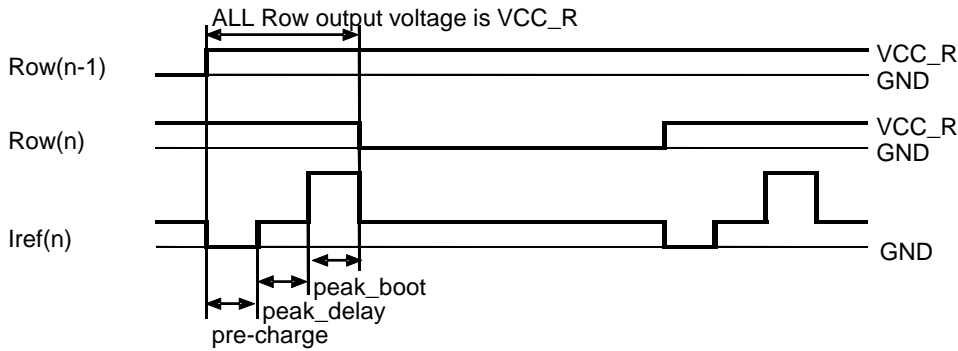 ALL Row output voltage is VCC_R
Row(n-1)
VCC_R
GND
Row(n)
VCC_R
GND
Iref(n)
GND
peak_boot
peak_delay
pre-charge